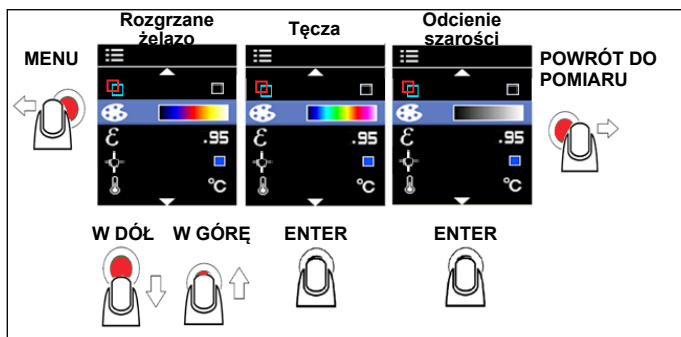 Rozgrzane
żelazo
Tęcza
Odcienie
szarości
MENU
POWRÓT DO
POMIARU
ε .95
°C
ε .95
°C
ε .95
°C
W DÓŁ W GÓRĘ ENTER ENTER